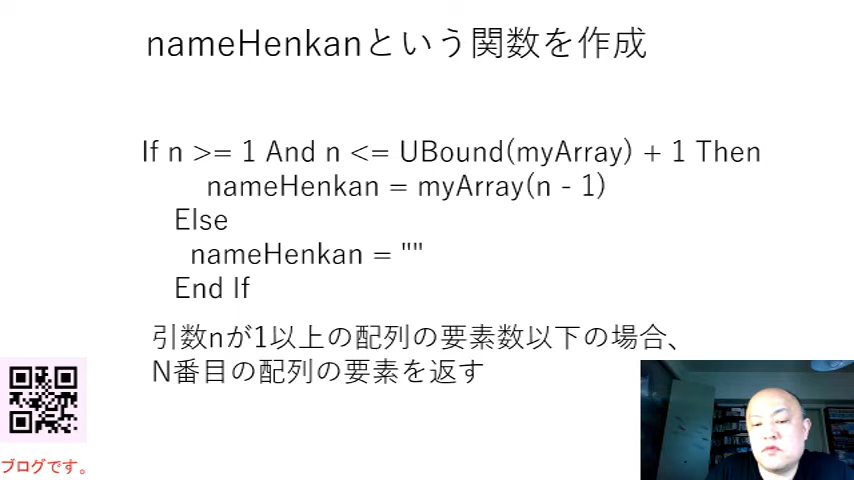 nameHenkanという関数を作成
If n >= 1 And n <= UBound(myArray) + 1 Then
nameHenkan = myArray(n - 1)
Else
nameHenkan = ""
End If
引数nが1以上の配列の要素数以下の場合、
N番目の配列の要素を返す
ブログです。